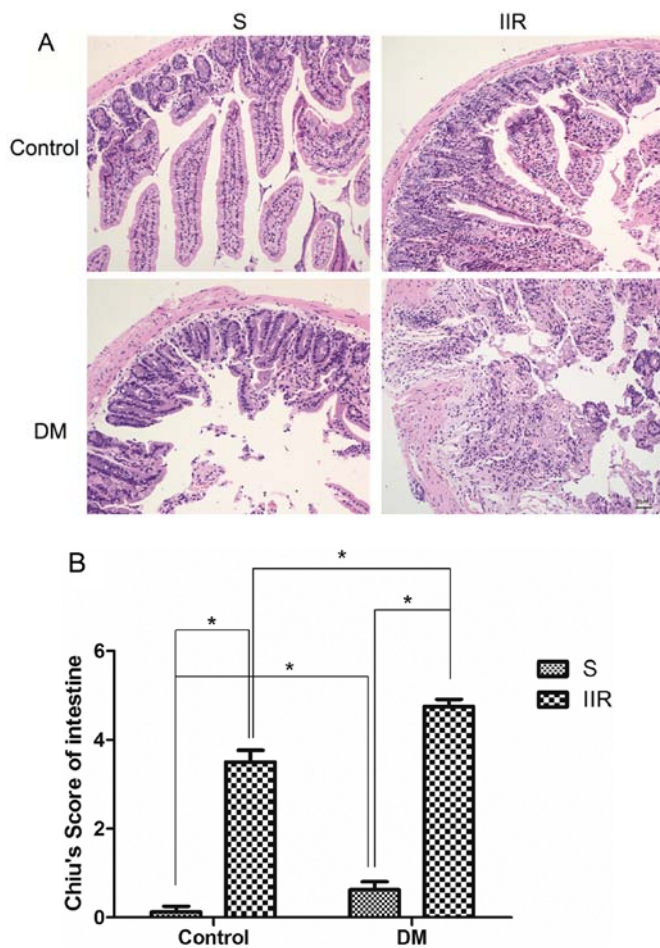 S
IIR
A
Control
DM
B
*
*
*
*
6
4
2
0
Chiu's Score of intestine
S
IIR
Control
DM